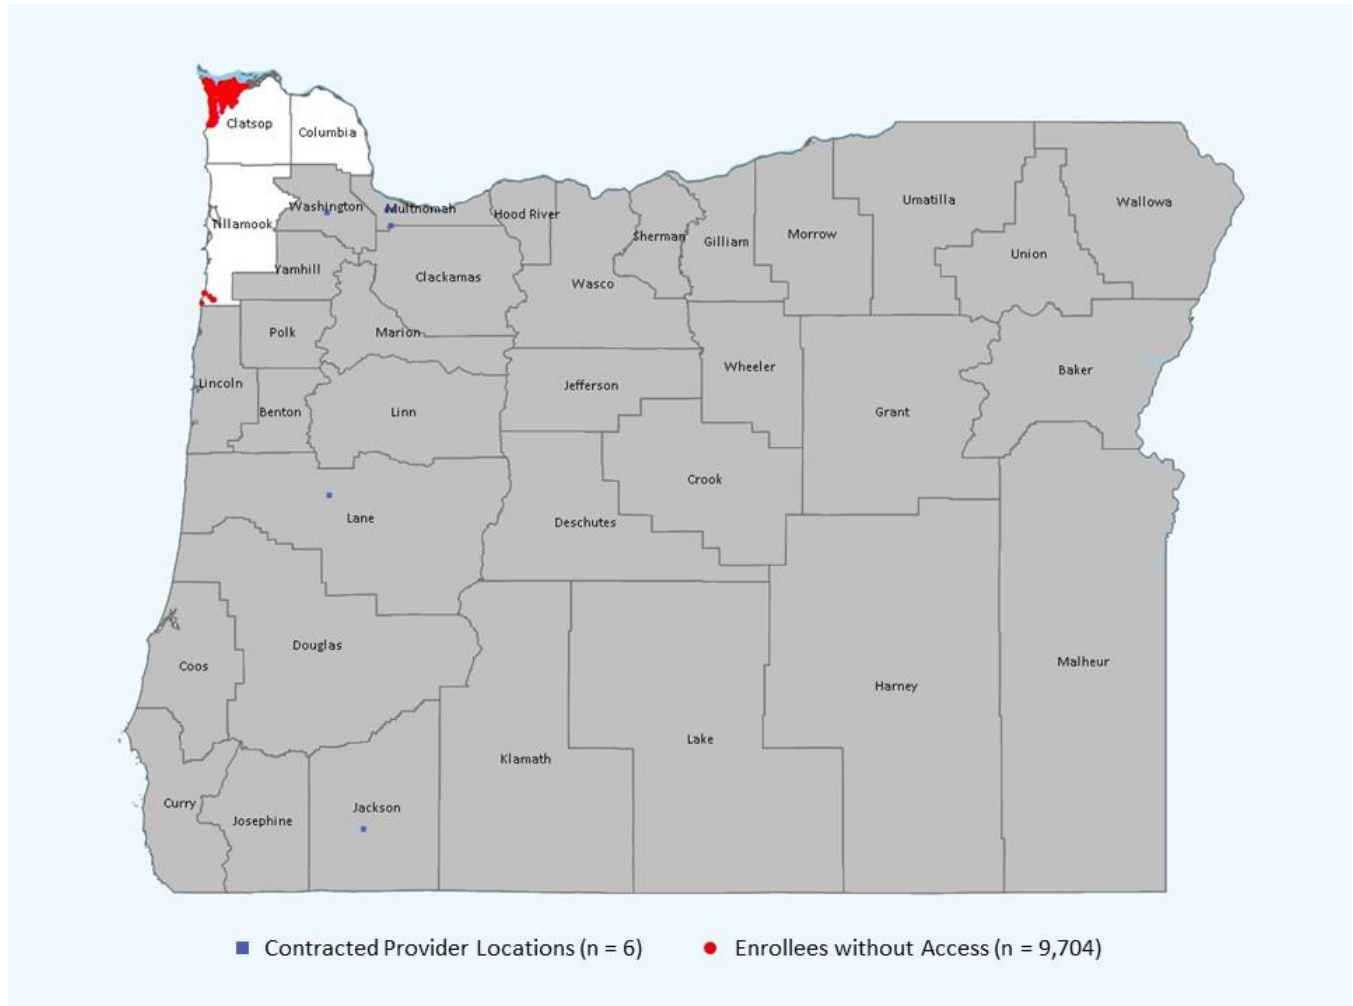 Clatsop
Columbia
Washington
Multnomah
Hood River
Tillamook
Sherman
Gilliam
Morrow
Umatilla
Wallowa
Union
Yamhill
Clackamas
Wasco
Polk
Marion
Wheeler
Baker
Lincoln
Benton
Linn
Jefferson
Grant
Crook
Lane
Deschutes
Douglas
Coos
Malheur
Harney
Lake
Klamath
Curry
Josephine
Jackson
Contracted Provider Locations (n = 6)
Enrollees without Access (n = 9,704)